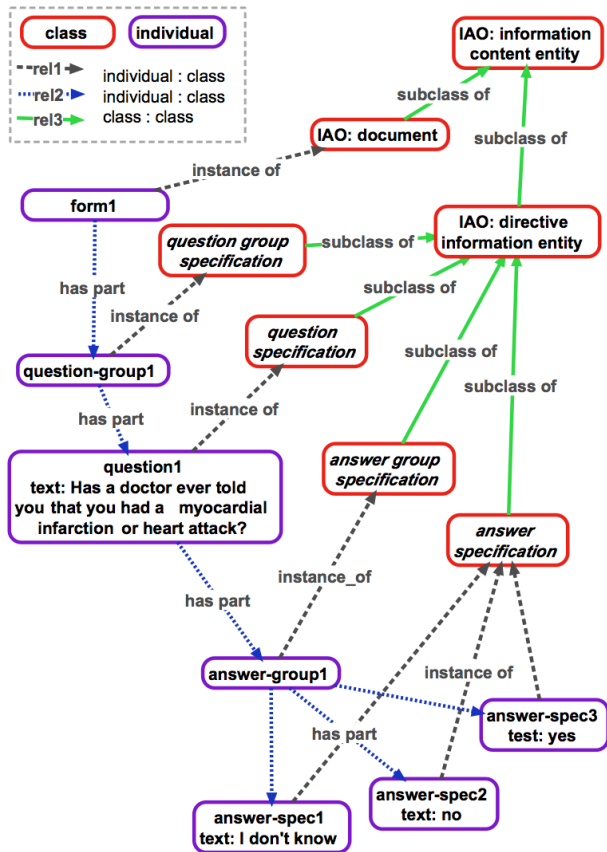 class
individual
rel1
individual : class
rel2
individual : class
rel3
class : class
IAO: information
content entity
subclass of
IAO: document
subclass of
instance of
form1
question group
specification
subclass of
IAO: directive
information entity
has part
instance of
subclass of
question
specification
question-group1
subclass of
has part
instance of
question1
text: Has a doctor ever told
you that you had a myocardial
infarction or heart attack?
answer group
specification
answer
specification
instance_of
has part
answer-group1
instance of
answer-spec3
test: yes
has part
answer-spec2
text: no
answer-spec1
text: I don't know